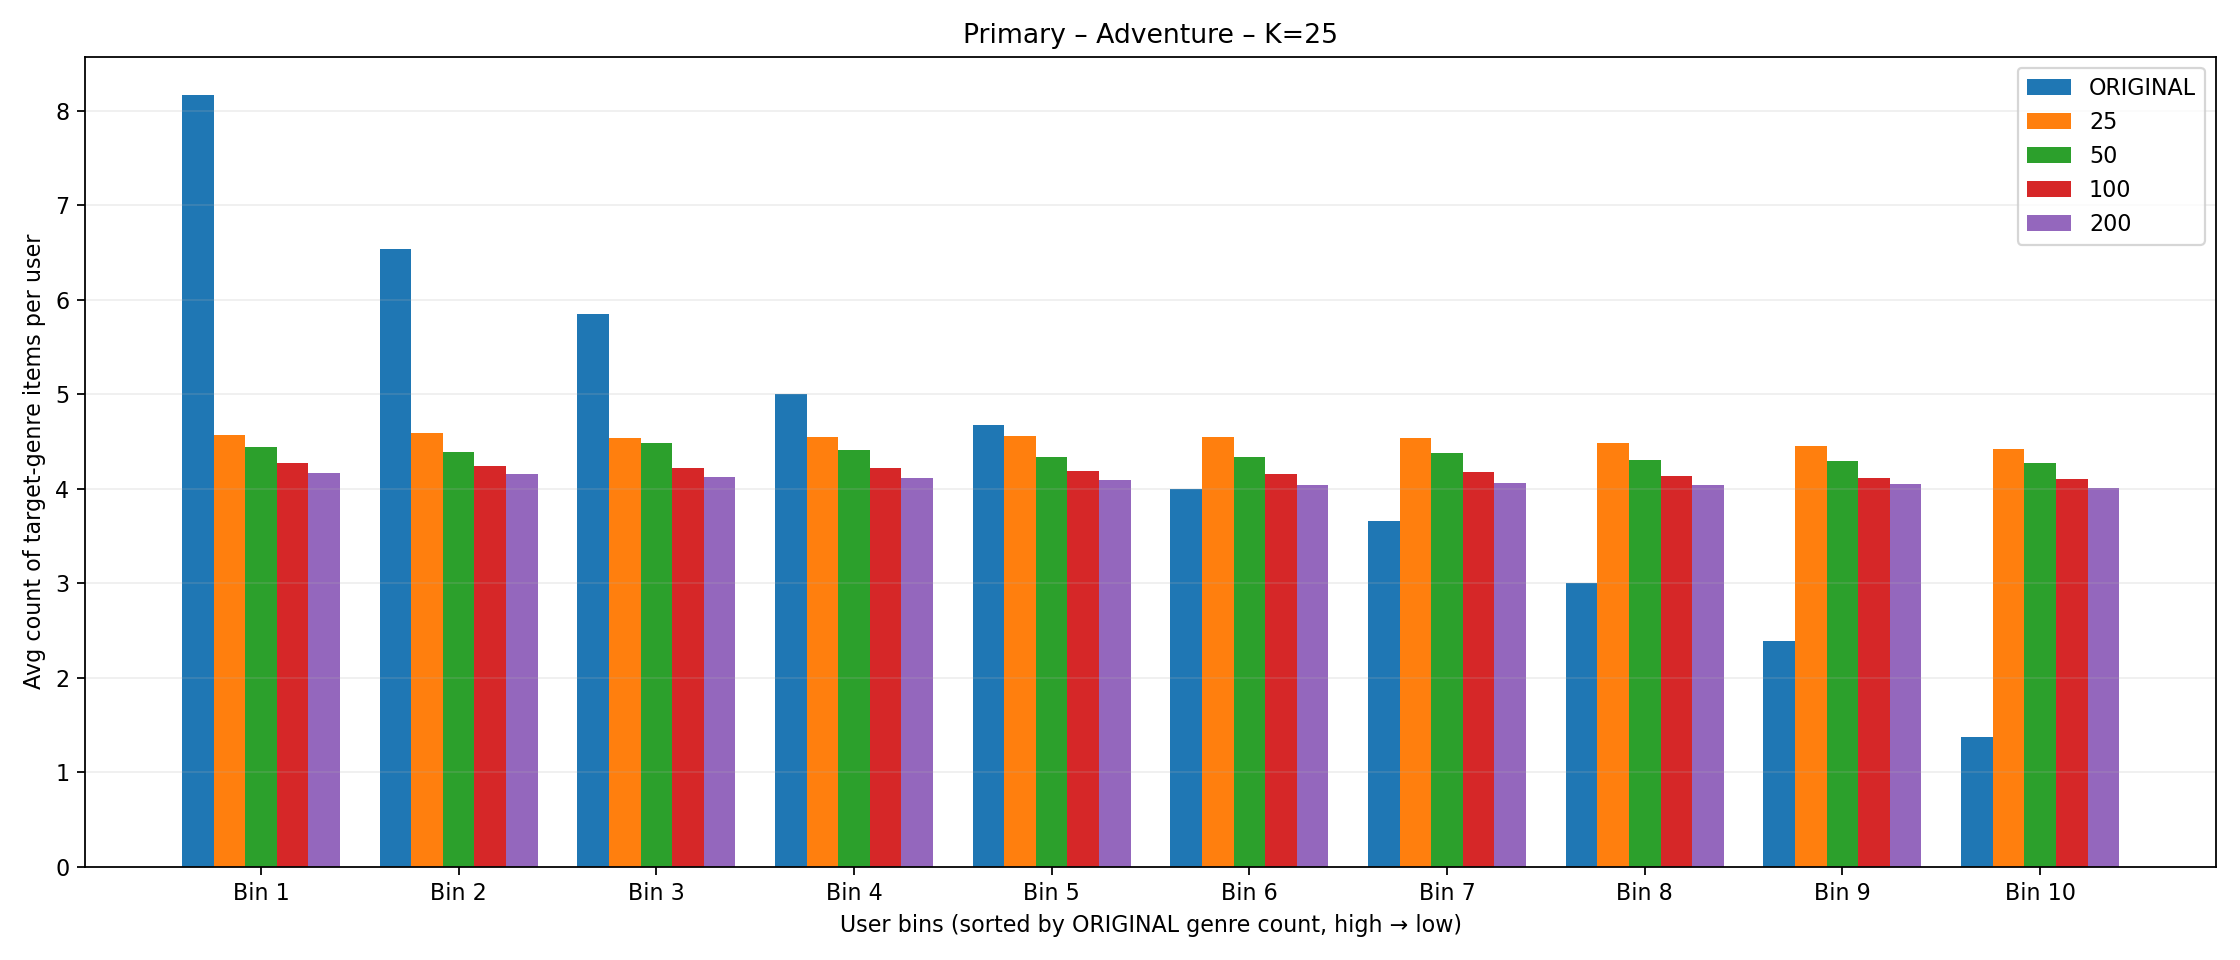 Primary – Adventure – K=25
Avg count of target-genre items per user
8
7
6
5
4
3
2
1
0
ORIGINAL
25
50
100
200
Bin 1 Bin 2 Bin 3 Bin 4 Bin 5 Bin 6 Bin 7 Bin 8 Bin 9 Bin 10
User bins (sorted by ORIGINAL genre count, high → low)